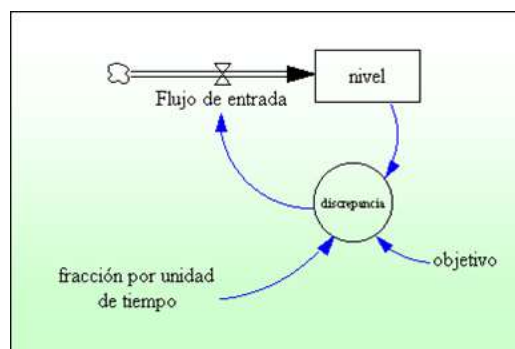 nivel
Flujo de entrada
discrepancia
objetivo
fracción por unidad
de tiempo